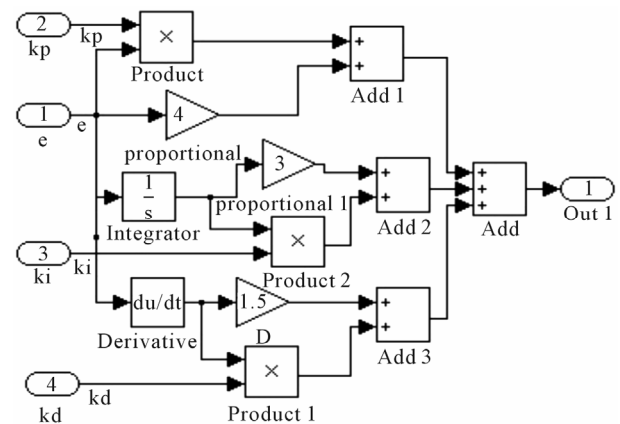 2
kp
kp
×
Product
+
+
Add 1
1
e
e
4
proportional
3
proportional 1
1
s
Integrator
+
+
Add 2
+
+
+
Add
1
Out 1
3
ki
ki
×
Product 2
du/dt
Derivative
1.5
D
+
+
Add 3
4
kd
kd
×
Product 1